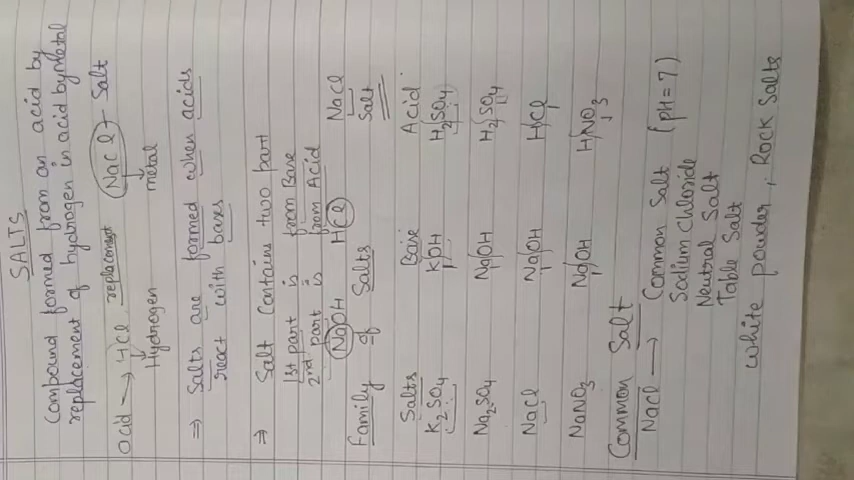 SALTS
Compound formed from an acid by
replacement of hydrogen in acid by metal
acid → HCl replacement NaCl → Salt
Hydrogen metal
⇒ Salts are formed when acids
react with bases
⇒ Salt contains two part
1st part is from Base
2nd part is from Acid
NaOH HCl NaCl
Salt
Family of Salts
Salts Base Acid
K2SO4 KOH H2SO4
Na2SO4 NaOH H2SO4
NaCl NaOH HCl
NaNO3 NaOH HNO3
Common Salt
NaCl → Common Salt (pH=7)
Sodium Chloride
Neutral Salt
Table Salt
White powder, Rock Salts